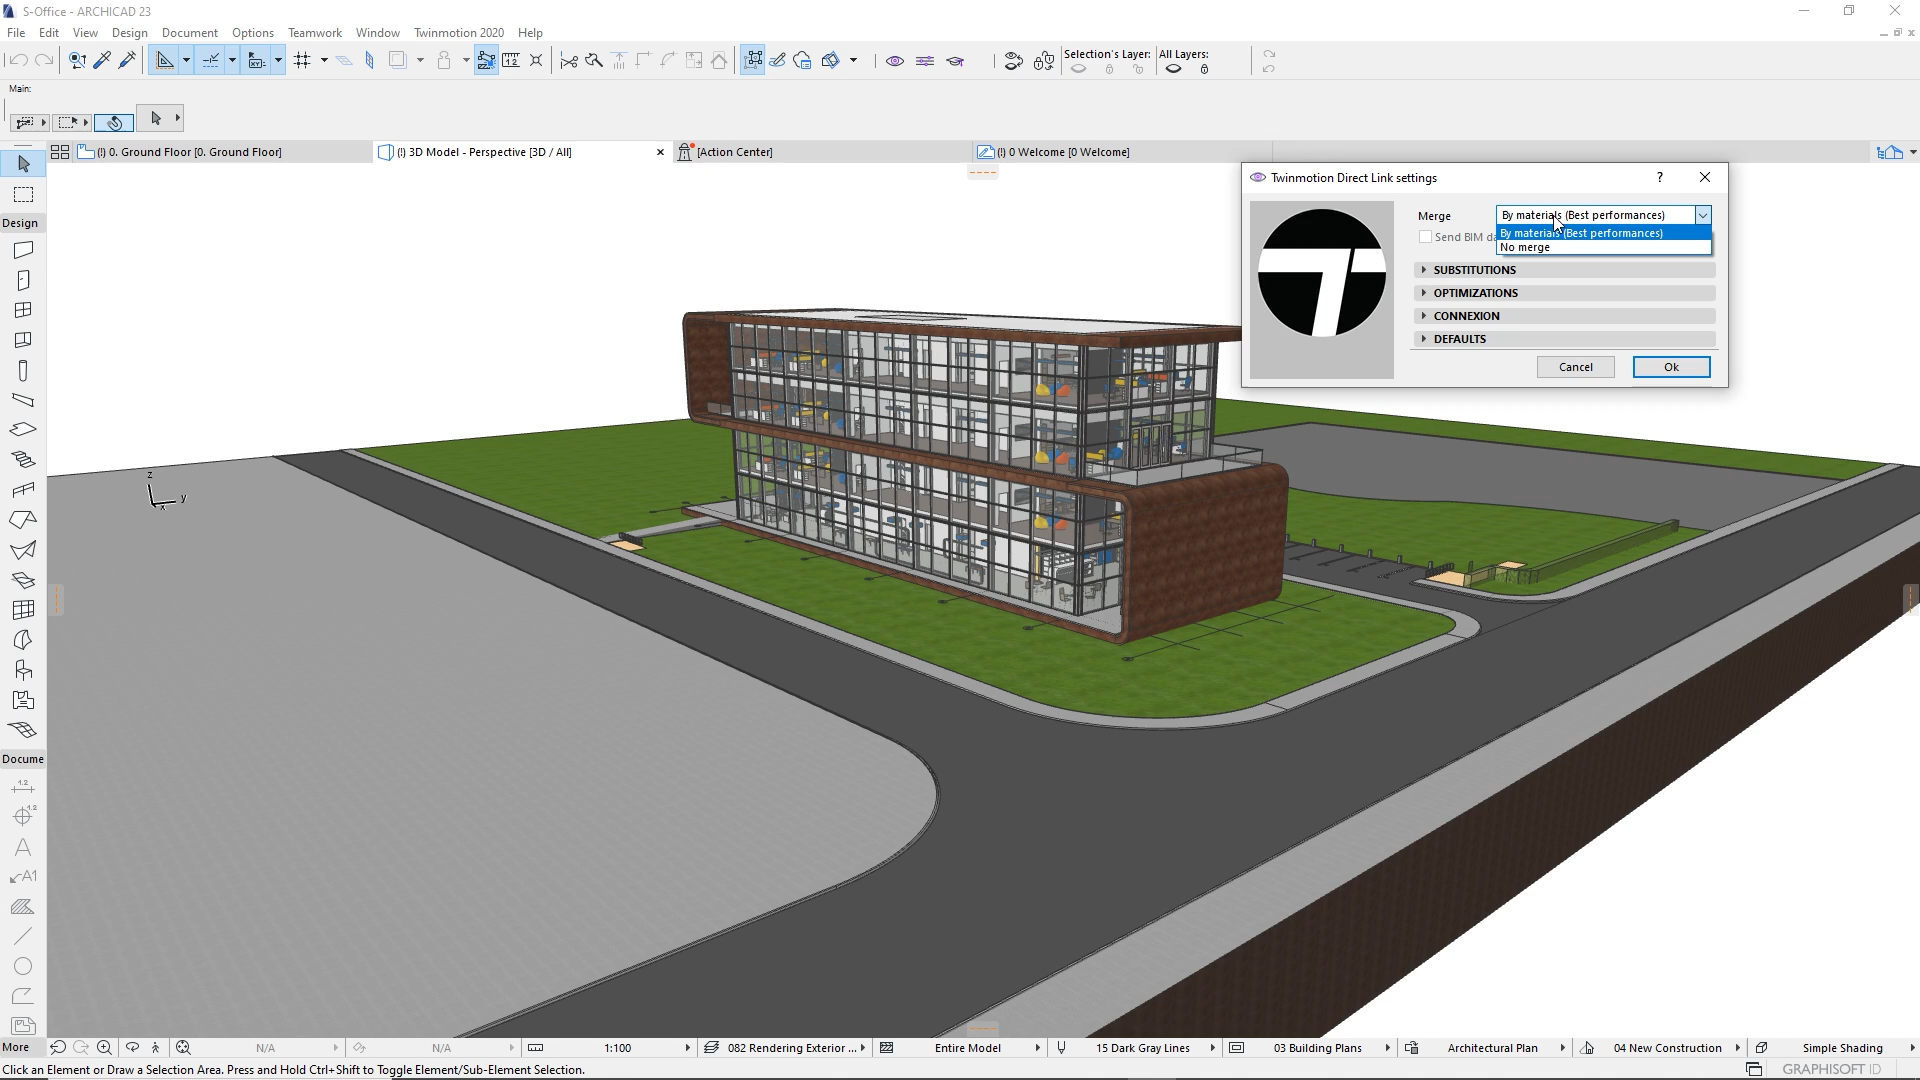 S-Office - ARCHICAD 23
File Edit View Design Document Options Teamwork Window Twinmotion 2020 Help
Selection's Layer: All Layers:
Main:
(!) 0. Ground Floor [0. Ground Floor]
(!) 3D Model - Perspective [3D / All]
[Action Center]
(!) 0 Welcome [0 Welcome]
Design
Docume
1.2
1.2
A
A1
More
Twinmotion Direct Link settings
?
Merge By materials (Best performances)
By materials (Best performances)
Send BIM da
No merge
SUBSTITUTIONS
OPTIMIZATIONS
CONNEXION
DEFAULTS
Cancel Ok
z
y
x
N/A N/A 1:100 082 Rendering Exterior ... Entire Model 15 Dark Gray Lines 03 Building Plans Architectural Plan 04 New Construction Simple Shading
Click an Element or Draw a Selection Area. Press and Hold Ctrl+Shift to Toggle Element/Sub-Element Selection.
GRAPHISOFT ID